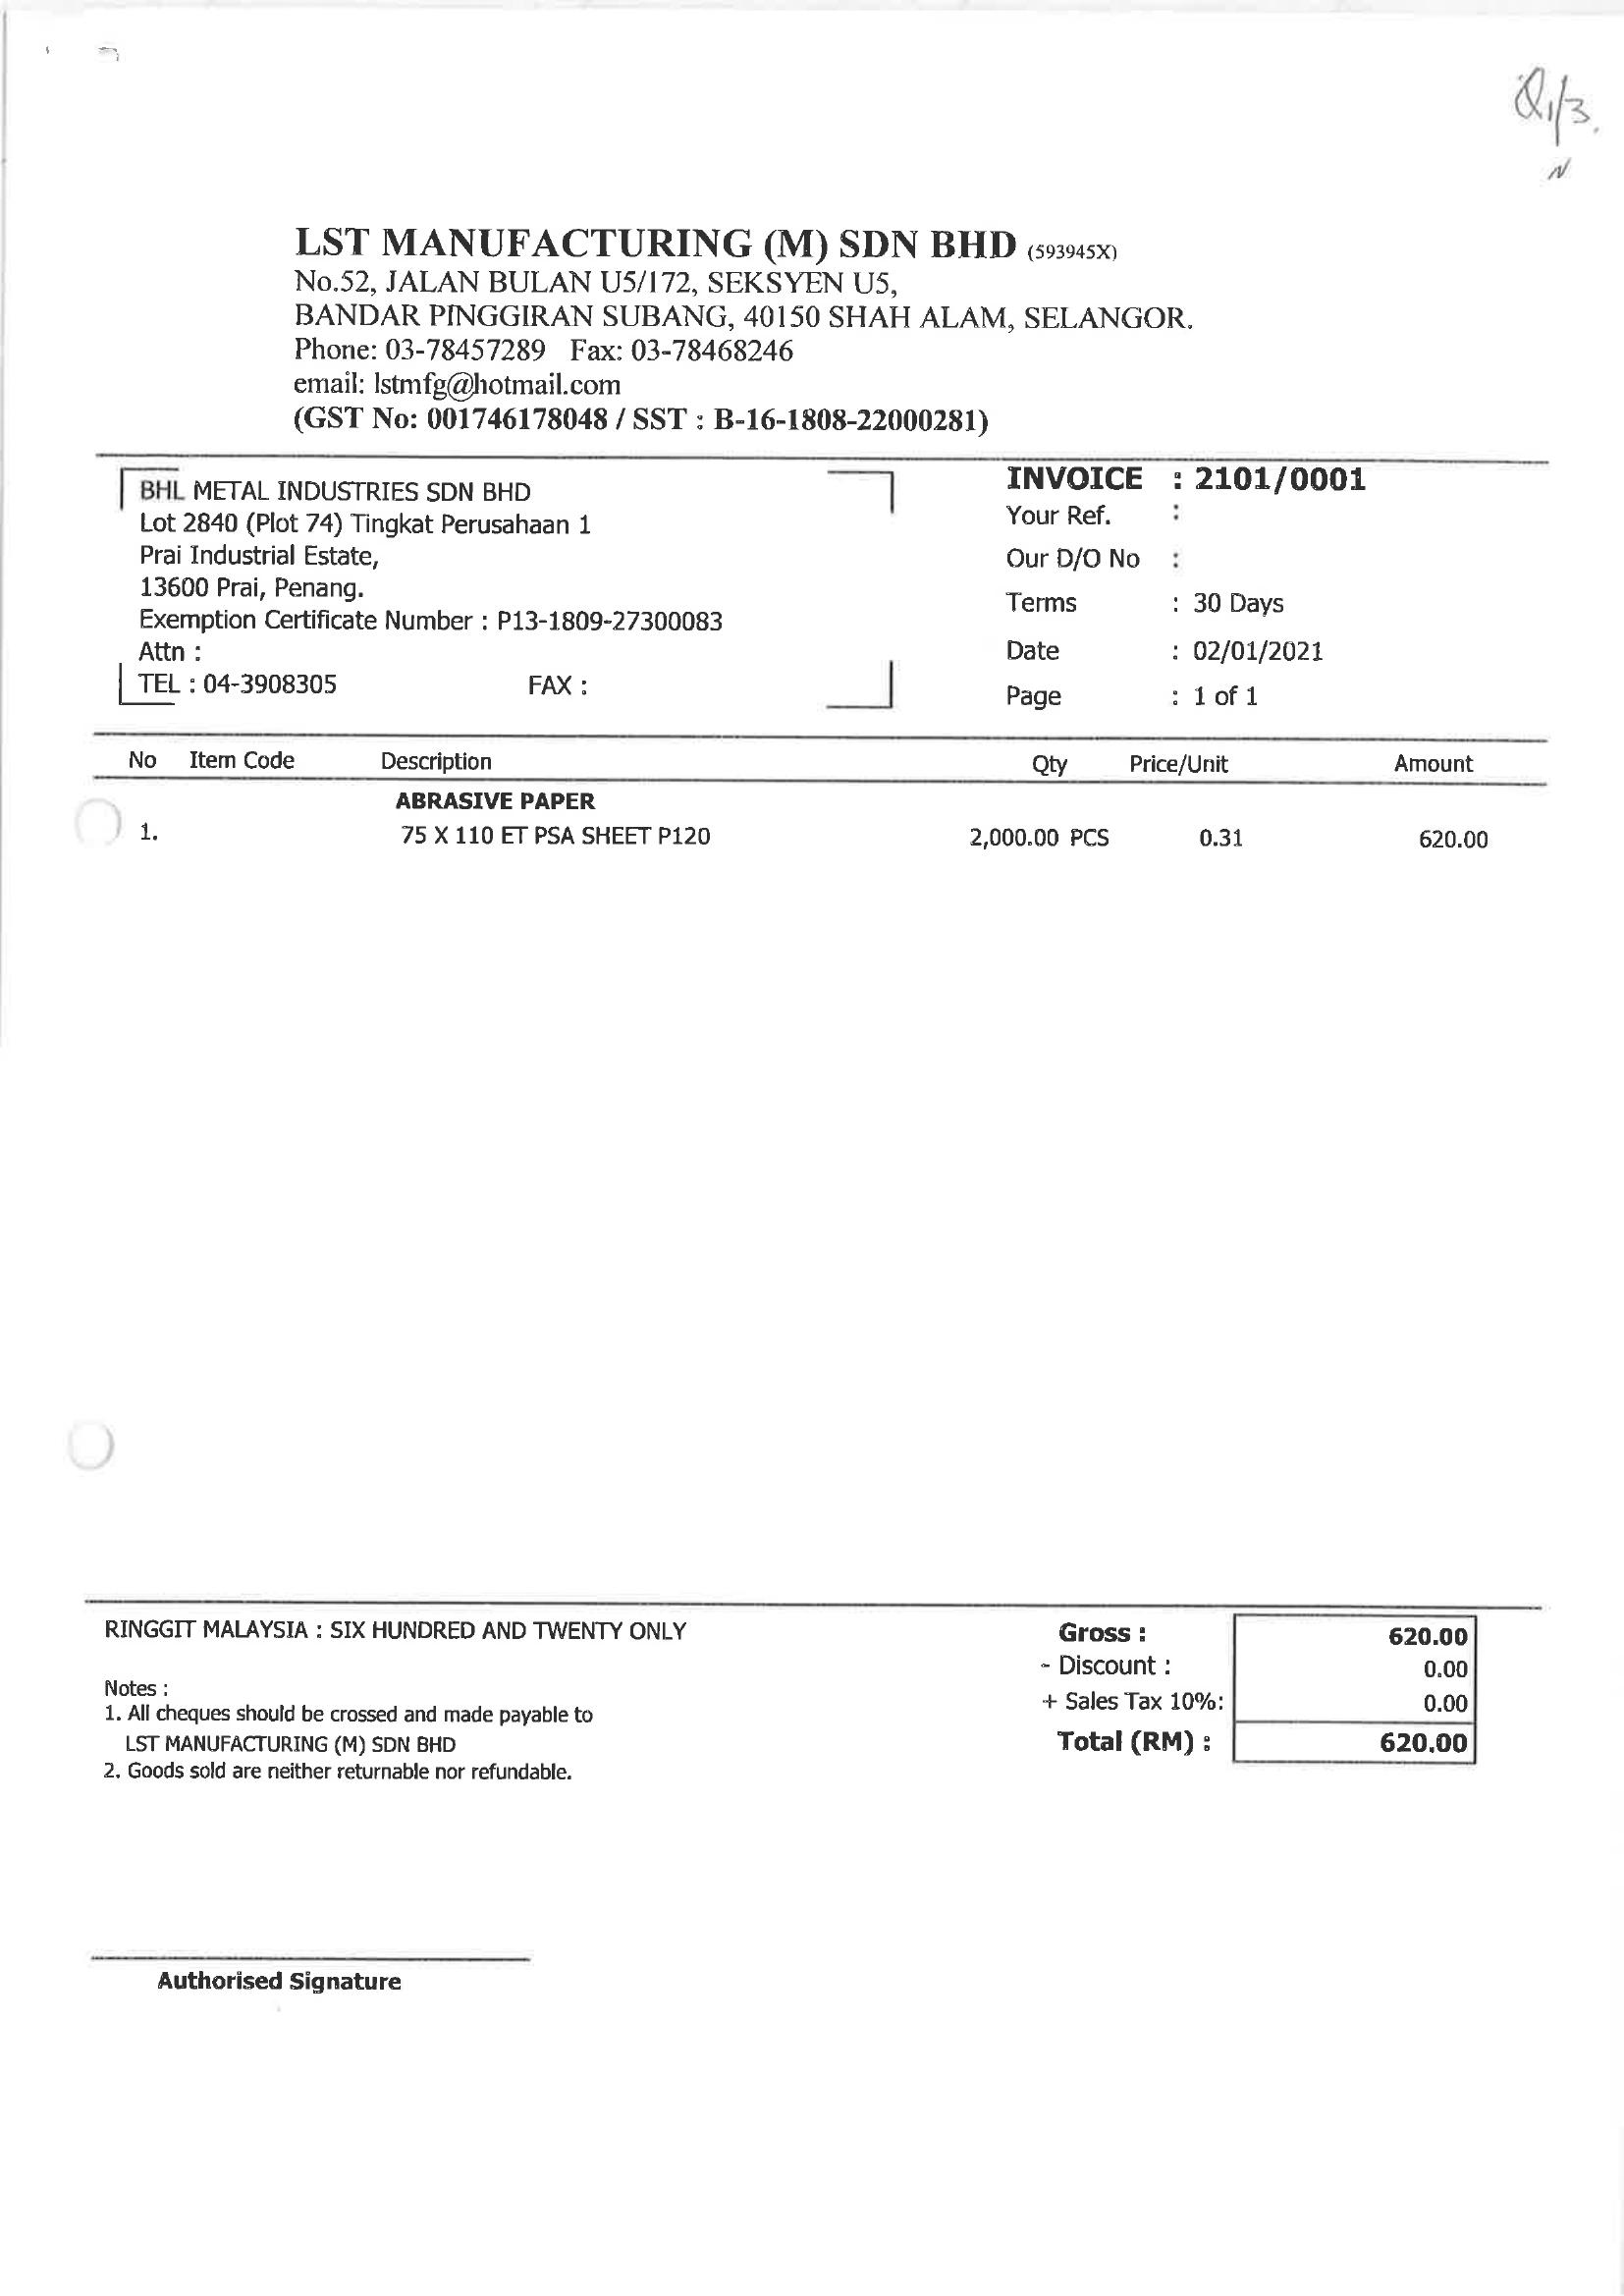 LST MANUFACTURING (M) SDN BHD (593945X)
No.52, JALAN BULAN U5/172, SEKSYEN U5,
BANDAR PINGGIRAN SUBANG, 40150 SHAH ALAM, SELANGOR.
Phone: 03-78457289 Fax: 03-78468246
email: lstmfg@hotmail.com
(GST No: 001746178048 / SST : B-16-1808-22000281)
BHL METAL INDUSTRIES SDN BHD
Lot 2840 (Plot 74) Tingkat Perusahaan 1
Prai Industrial Estate,
13600 Prai, Penang.
Exemption Certificate Number : P13-1809-27300083
Attn :
TEL : 04-3908305 FAX :
INVOICE : 2101/0001
Your Ref. :
Our D/O No :
Terms : 30 Days
Date : 02/01/2021
Page : 1 of 1
No Item Code Description Qty Price/Unit Amount
ABRASIVE PAPER
1. 75 X 110 ET PSA SHEET P120 2,000.00 PCS 0.31 620.00
RINGGIT MALAYSIA : SIX HUNDRED AND TWENTY ONLY
Notes :
1. All cheques should be crossed and made payable to
LST MANUFACTURING (M) SDN BHD
2. Goods sold are neither returnable nor refundable.
Gross : 620.00
- Discount : 0.00
+ Sales Tax 10%: 0.00
Total (RM) : 620.00
Authorised Signature